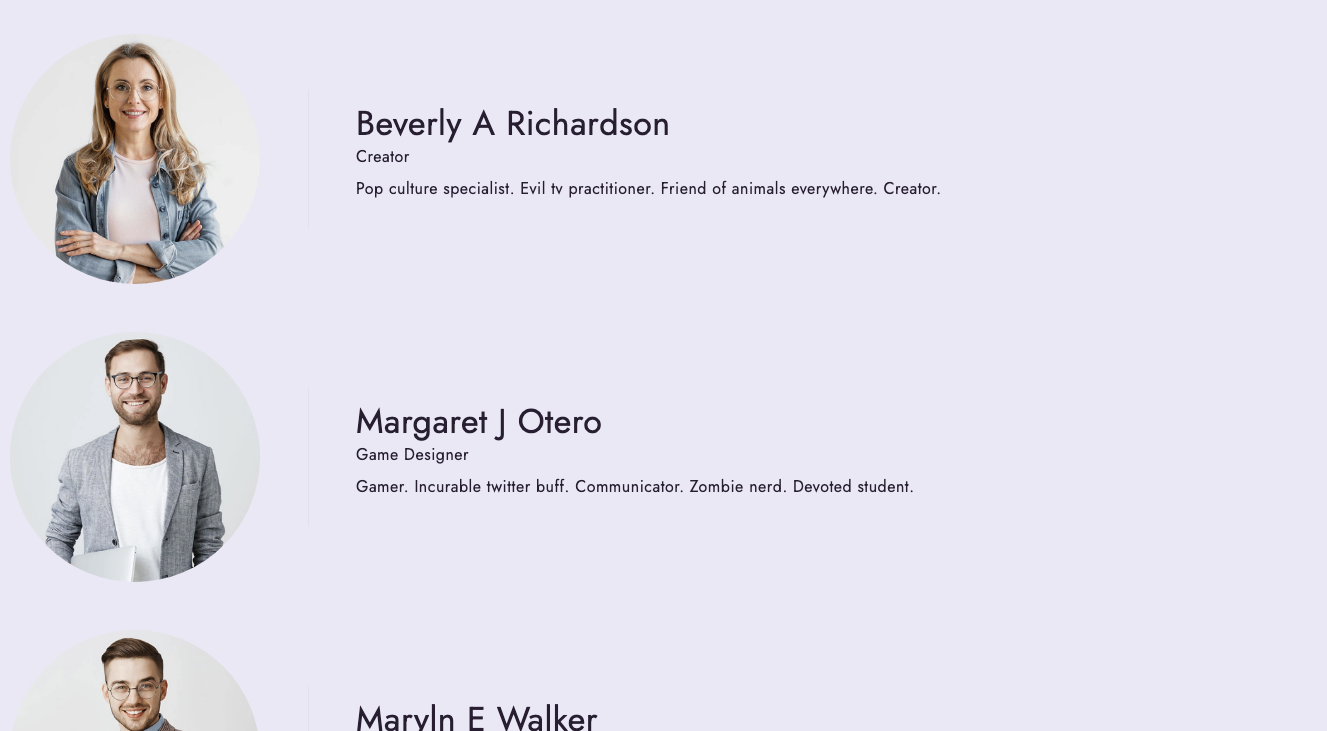 Beverly A Richardson
Creator
Pop culture specialist. Evil tv practitioner. Friend of animals everywhere. Creator.
Margaret J Otero
Game Designer
Gamer. Incurable twitter buff. Communicator. Zombie nerd. Devoted student.
Maryln E Walker